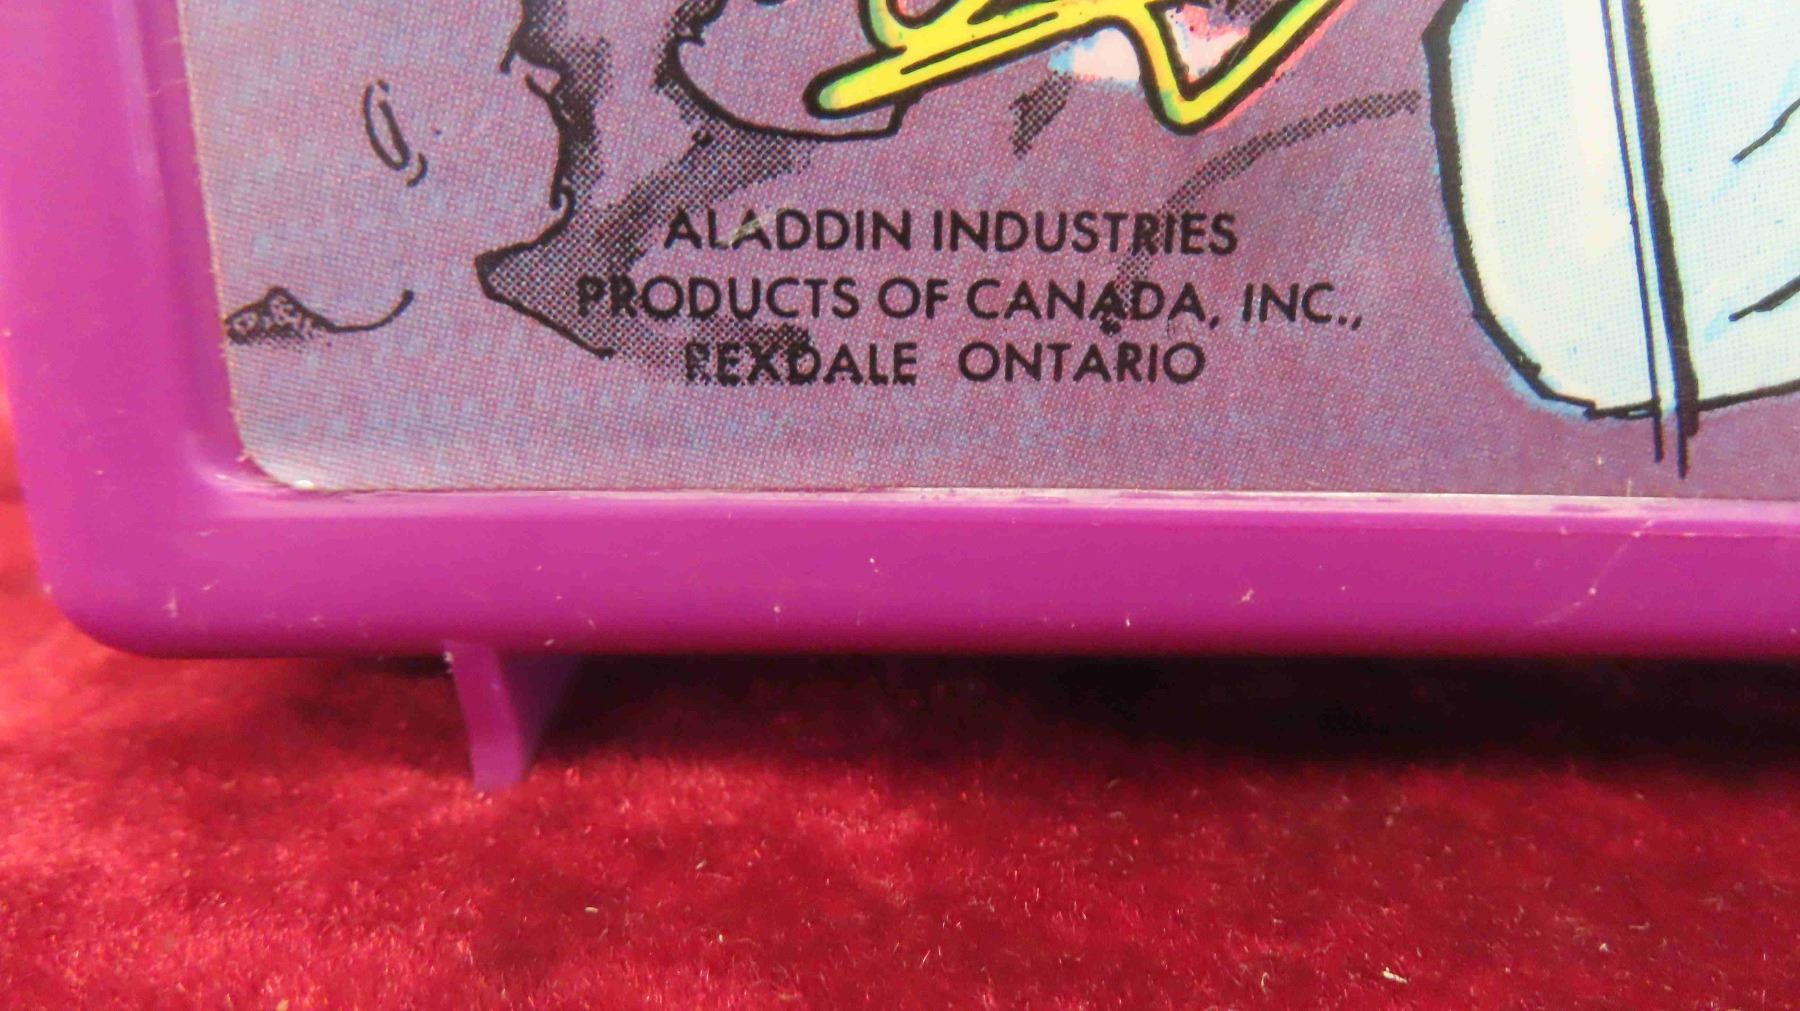 ALADDIN INDUSTRIES
PRODUCTS OF CANADA, INC.,
REXDALE ONTARIO